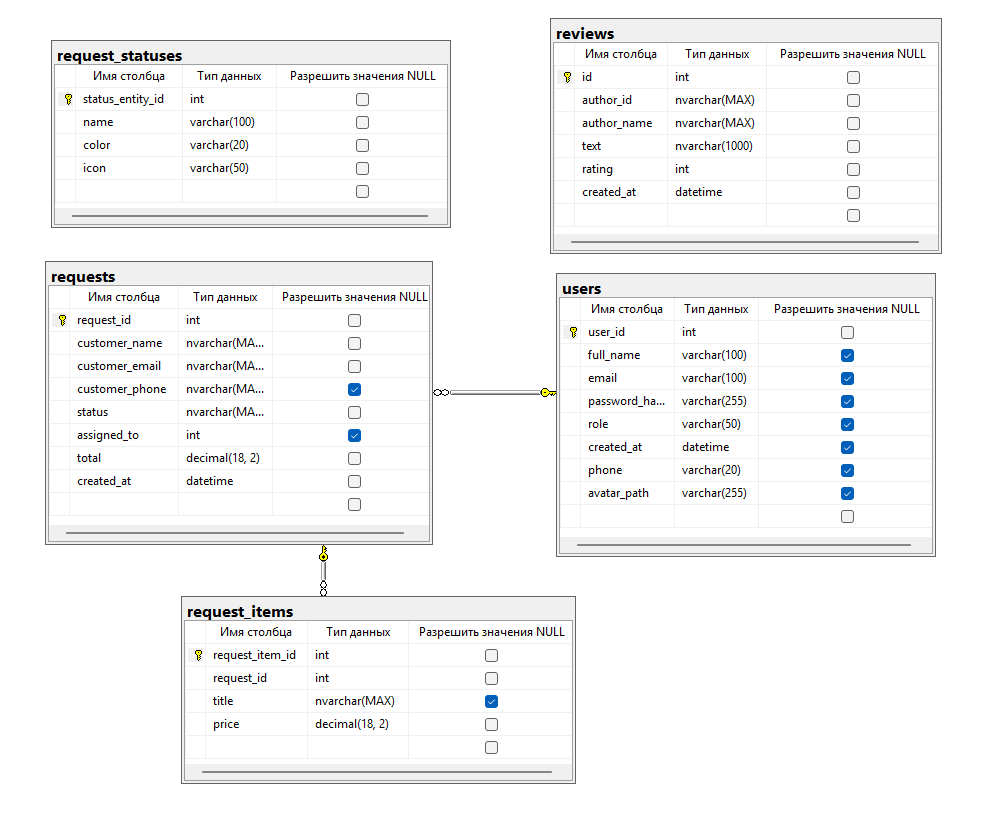 request_statuses
Имя столбца Тип данных Разрешить значения NULL
status_entity_id int
name varchar(100)
color varchar(20)
icon varchar(50)
reviews
Имя столбца Тип данных Разрешить значения NULL
id int
author_id nvarchar(MAX)
author_name nvarchar(MAX)
text nvarchar(1000)
rating int
created_at datetime
requests
Имя столбца Тип данных Разрешить значения NULL
request_id int
customer_name nvarchar(MA...
customer_email nvarchar(MA...
customer_phone nvarchar(MA...
status nvarchar(MA...
assigned_to int
total decimal(18, 2)
created_at datetime
users
Имя столбца Тип данных Разрешить значения NULL
user_id int
full_name varchar(100)
email varchar(100)
password_ha... varchar(255)
role varchar(50)
created_at datetime
phone varchar(20)
avatar_path varchar(255)
request_items
Имя столбца Тип данных Разрешить значения NULL
request_item_id int
request_id int
title nvarchar(MAX)
price decimal(18, 2)